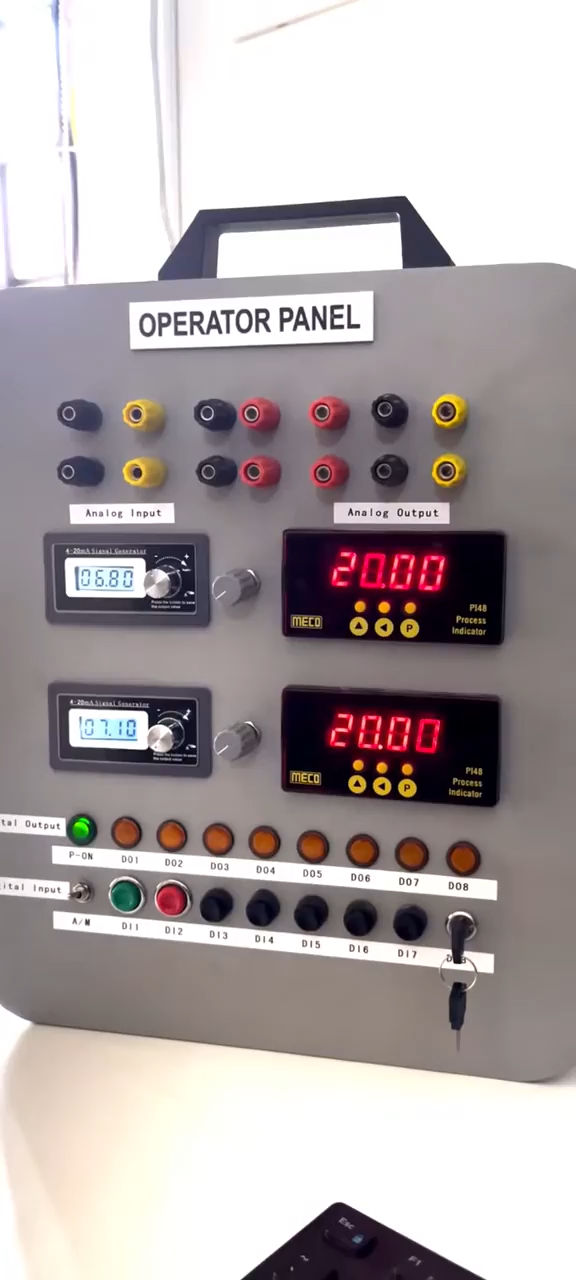 OPERATOR PANEL
Analog Input
Analog Output
4-20mA Signal Generator
06.80
20.00
MECO
P
PI48
Process
Indicator
4-20mA Signal Generator
07.10
20.00
MECO
P
PI48
Process
Indicator
tal Output
P-ON DO1 DO2 DO3 DO4 DO5 DO6 DO7 DO8
ital Input
A/M DI1 DI2 DI3 DI4 DI5 DI6 DI7
Esc
F1